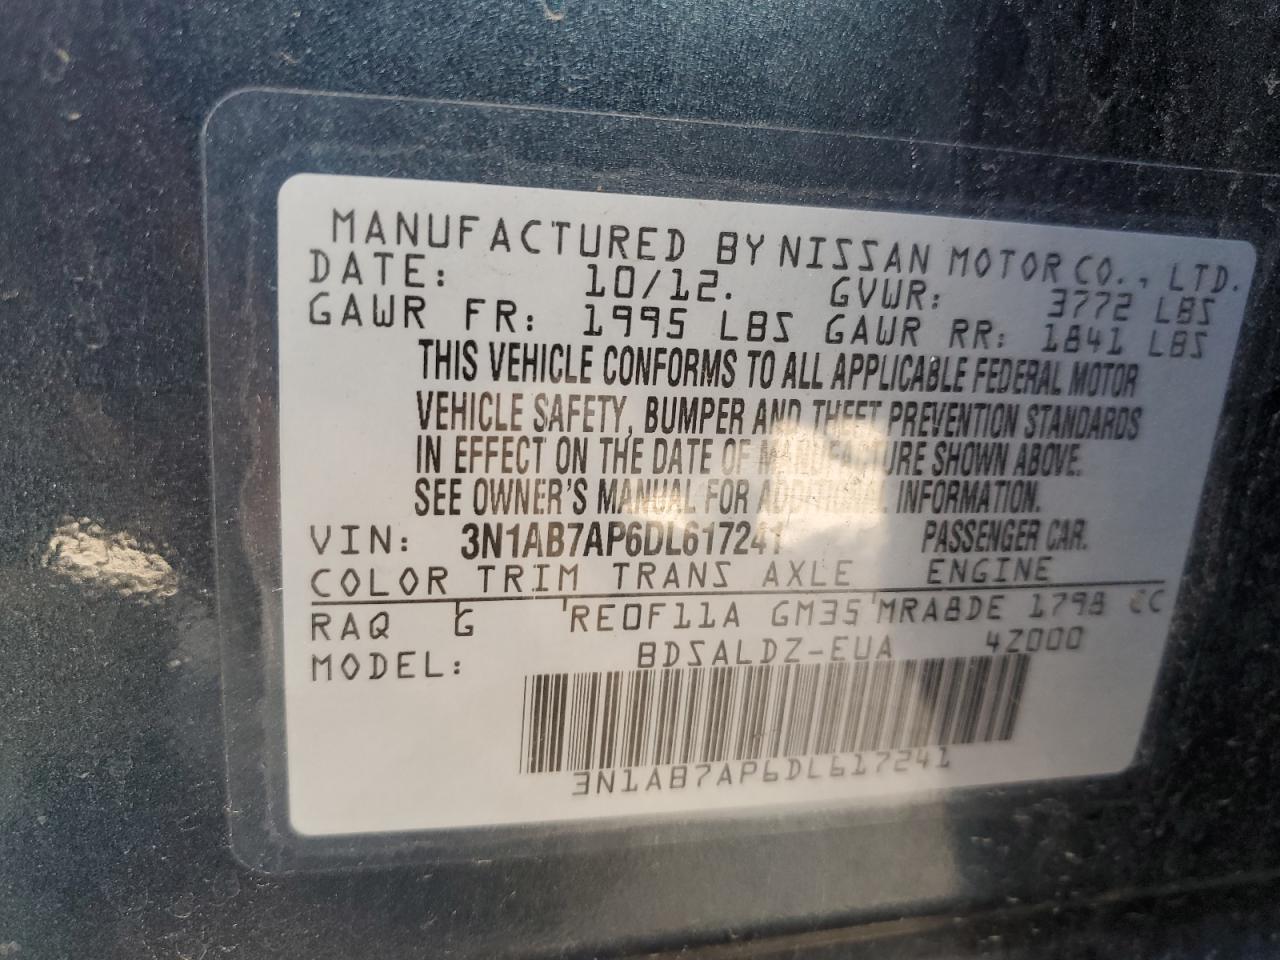 MANUFACTURED BY NISSAN MOTOR CO., LTD.
DATE: 10/12. GVWR: 3772 LBS
GAWR FR: 1995 LBS GAWR RR: 1841 LBS
THIS VEHICLE CONFORMS TO ALL APPLICABLE FEDERAL MOTOR
VEHICLE SAFETY, BUMPER AND THEFT PREVENTION STANDARDS
IN EFFECT ON THE DATE OF MANUFACTURE SHOWN ABOVE.
SEE OWNER'S MANUAL FOR ADDITIONAL INFORMATION.
VIN: 3N1AB7AP6DL617241 PASSENGER CAR.
COLOR TRIM TRANS AXLE ENGINE
RAQ G RE0F11A GM35 MRA8DE 1798 CC
MODEL: BDSALDZ-EUA 4Z000
3N1AB7AP6DL617241